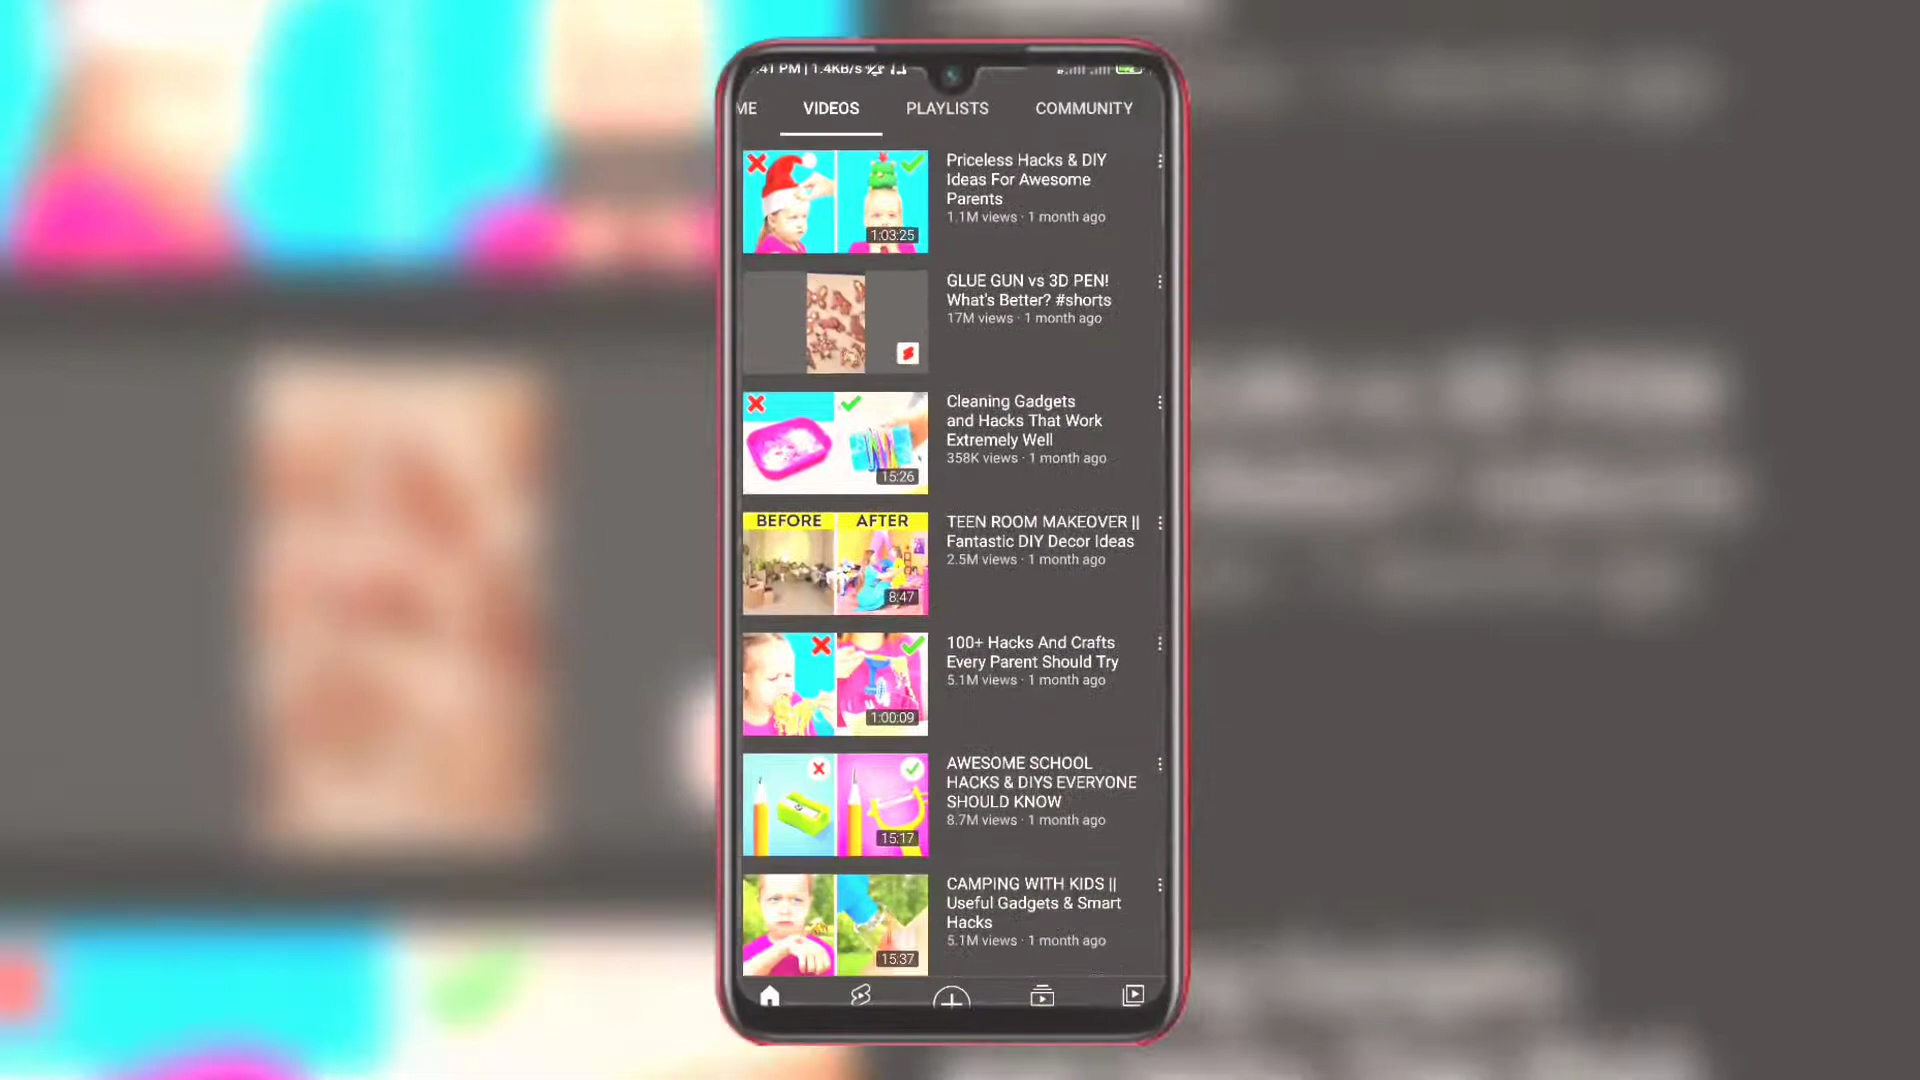 :41 PM | 1.4KB/s
ME VIDEOS PLAYLISTS COMMUNITY
Priceless Hacks & DIY
Ideas For Awesome
Parents
1.1M views · 1 month ago
1:03:25
GLUE GUN vs 3D PEN!
What's Better? #shorts
17M views · 1 month ago
Cleaning Gadgets
and Hacks That Work
Extremely Well
358K views · 1 month ago
15:26
BEFORE AFTER
TEEN ROOM MAKEOVER ||
Fantastic DIY Decor Ideas
2.5M views · 1 month ago
8:47
100+ Hacks And Crafts
Every Parent Should Try
5.1M views · 1 month ago
1:00:09
AWESOME SCHOOL
HACKS & DIYS EVERYONE
SHOULD KNOW
8.7M views · 1 month ago
15:17
CAMPING WITH KIDS ||
Useful Gadgets & Smart
Hacks
5.1M views · 1 month ago
15:37